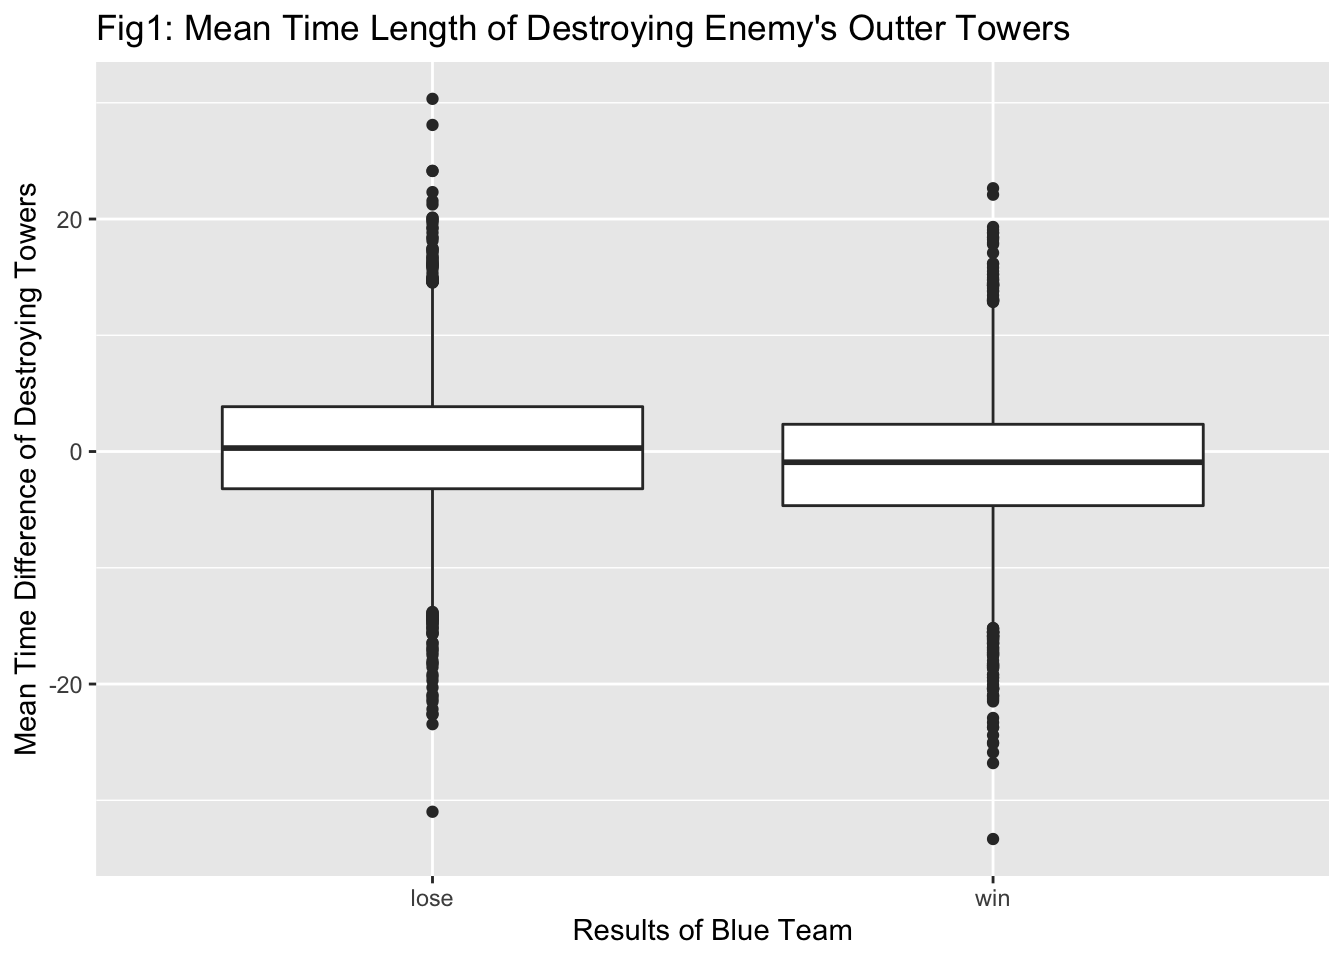 Fig1: Mean Time Length of Destroying Enemy's Outter Towers
Mean Time Difference of Destroying Towers
20
0
-20
lose
win
Results of Blue Team